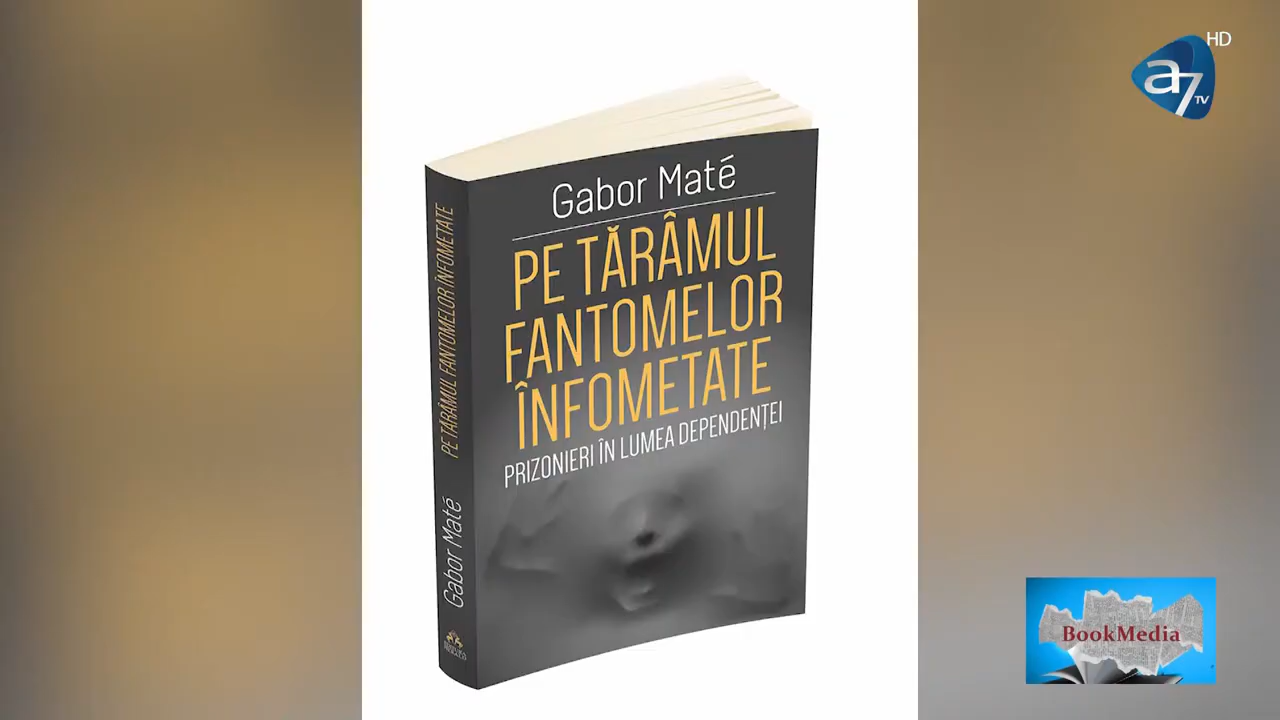 HD
a7
TV
Gabor Maté
PE TĂRÂMUL
FANTOMELOR
ÎNFOMETATE
PRIZONIERI ÎN LUMEA DEPENDENȚEI
PE TĂRÂMUL FANTOMELOR ÎNFOMETATE
Gabor Maté
BookMedia